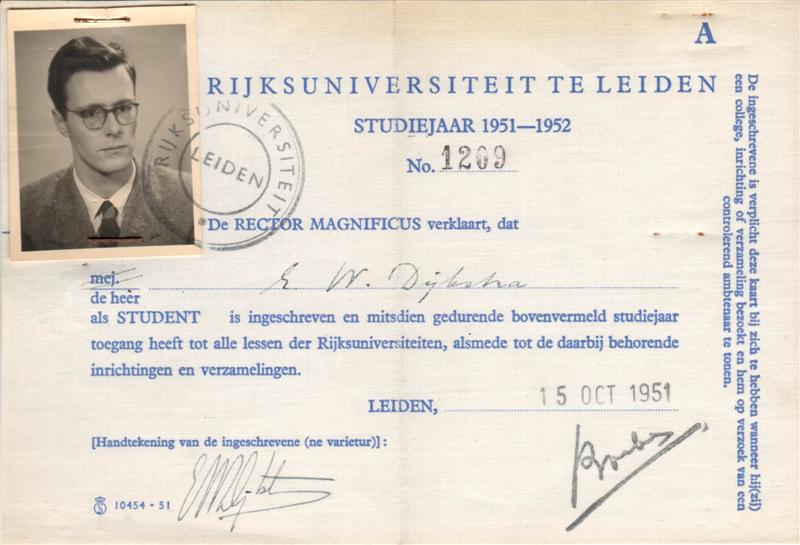 A
RIJKSUNIVERSITEIT TE LEIDEN
STUDIEJAAR 1951—1952
No. 1209
RIJKSUNIVERSITEIT
LEIDEN
De RECTOR MAGNIFICUS verklaart, dat
mej.
E W. Dijkstra
de heer
als STUDENT is ingeschreven en mitsdien gedurende bovenvermeld studiejaar
toegang heeft tot alle lessen der Rijksuniversiteiten, alsmede tot de daarbij behorende
inrichtingen en verzamelingen.
LEIDEN, 15 OCT 1951
[Handtekening van de ingeschrevene (ne varietur)] :
EWDijkstra
10454 - 51
De ingeschrevene is verplicht deze kaart bij zich te hebben wanneer hij(zij)
een college, inrichting of verzameling bezoekt en hem op verzoek van een
controlerend ambtenaar te tonen.